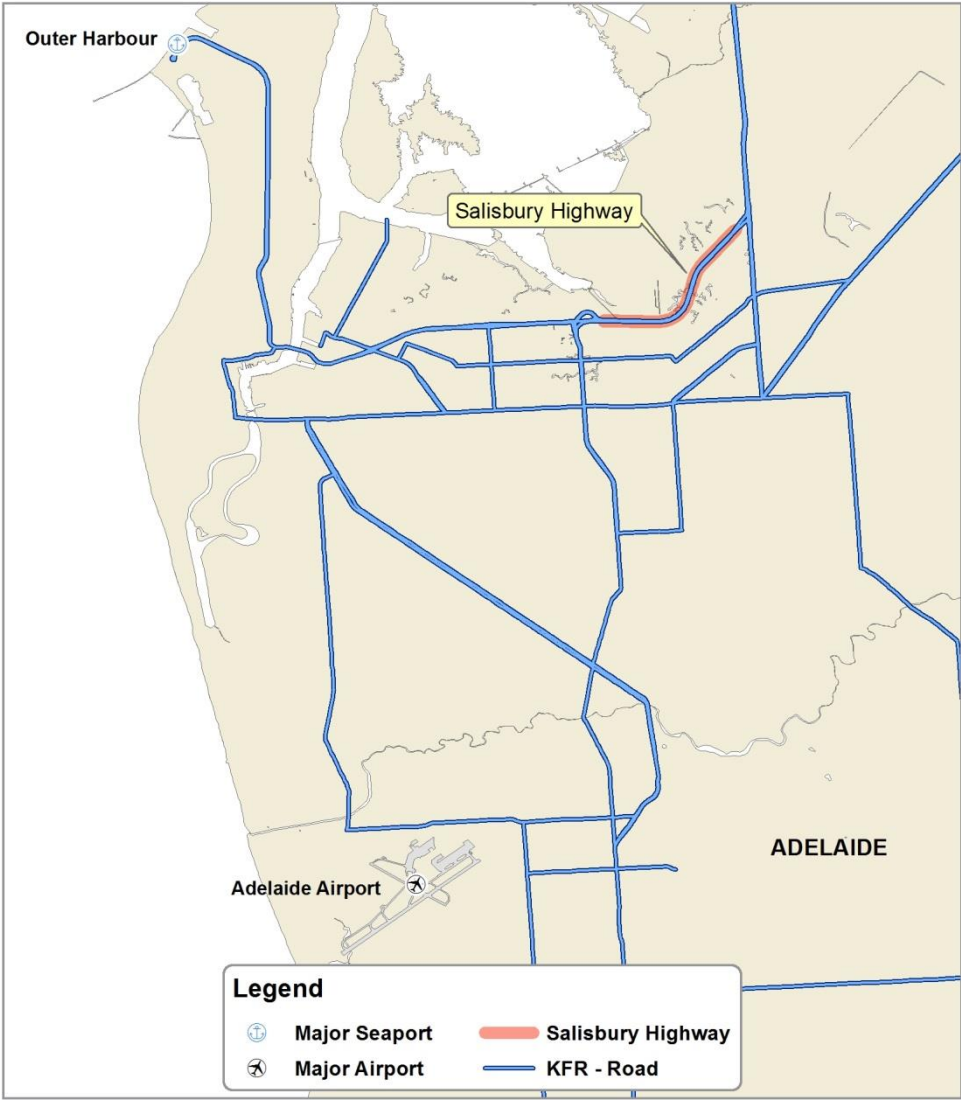 Outer Harbour
Salisbury Highway
ADELAIDE
Adelaide Airport
Legend
Major Seaport
Salisbury Highway
Major Airport
KFR - Road